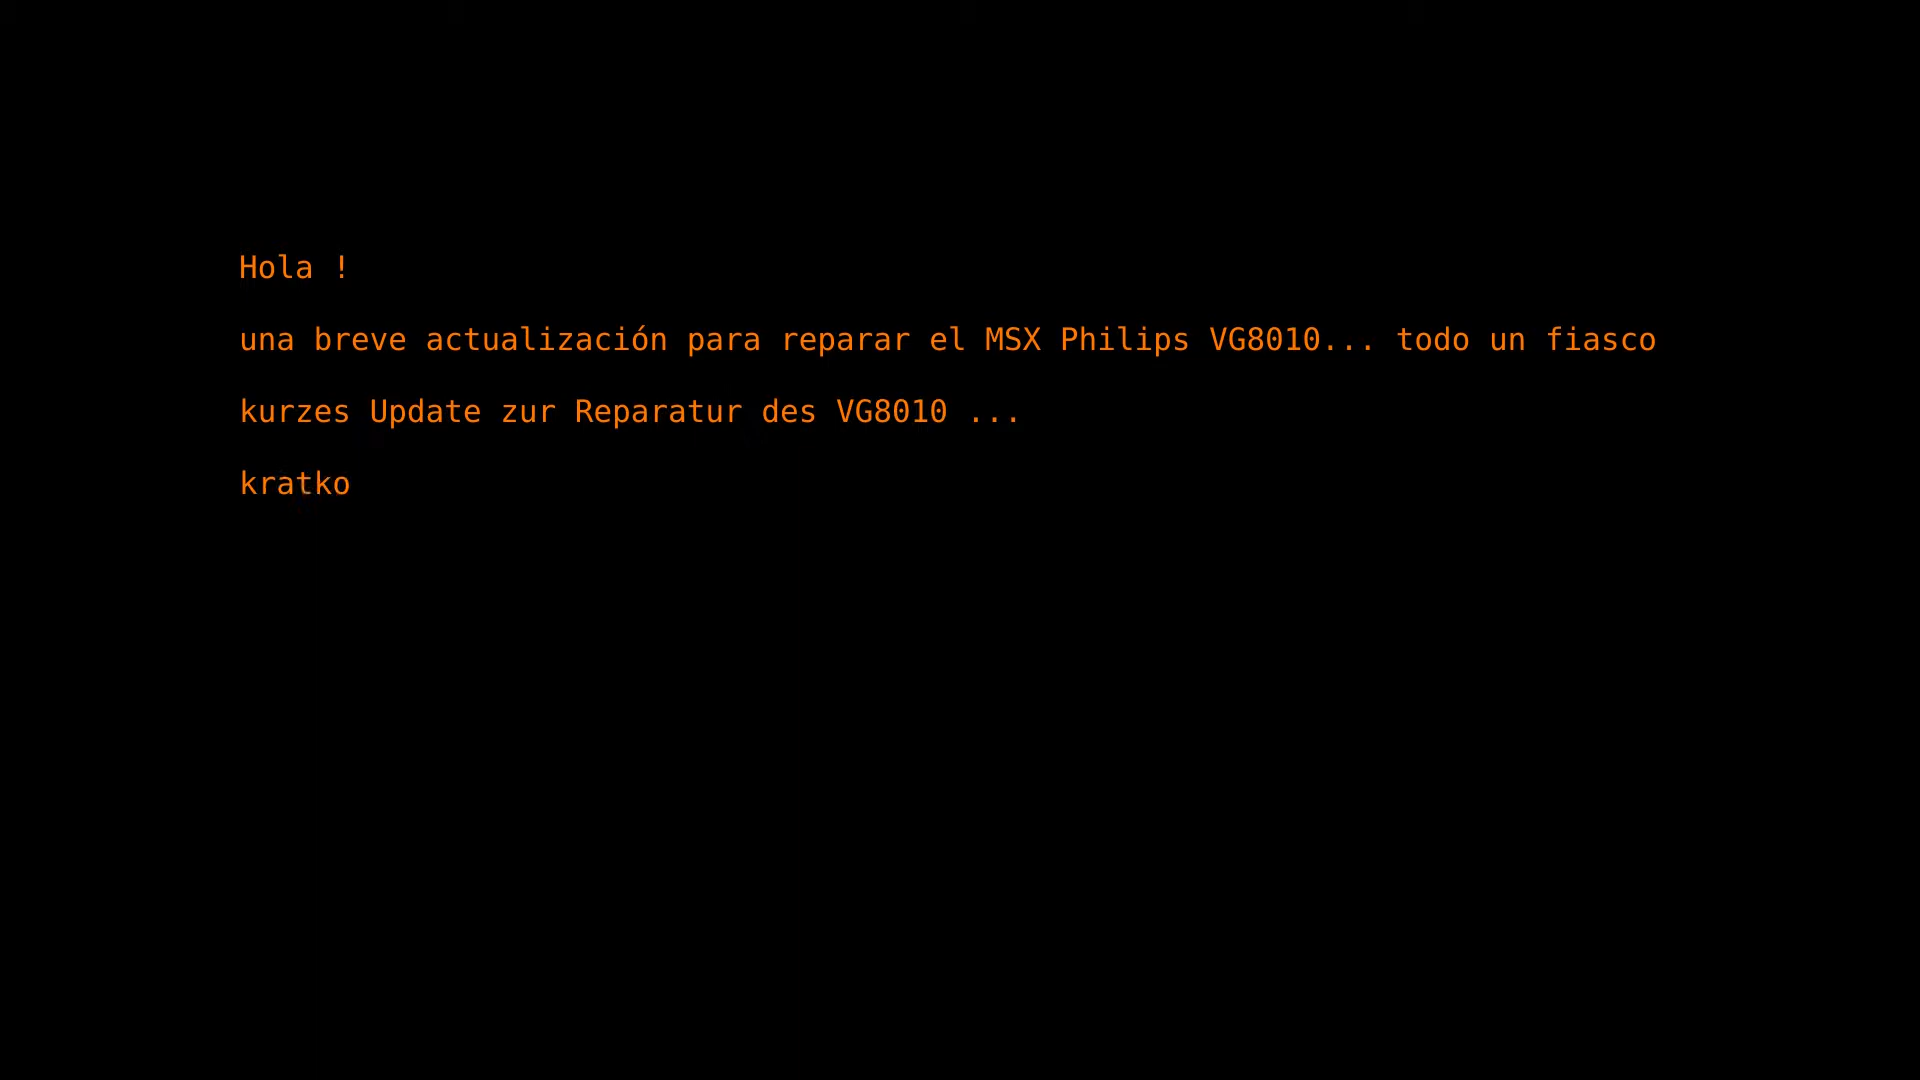 Hola !
una breve actualización para reparar el MSX Philips VG8010... todo un fiasco
kurzes Update zur Reparatur des VG8010 ...
kratko